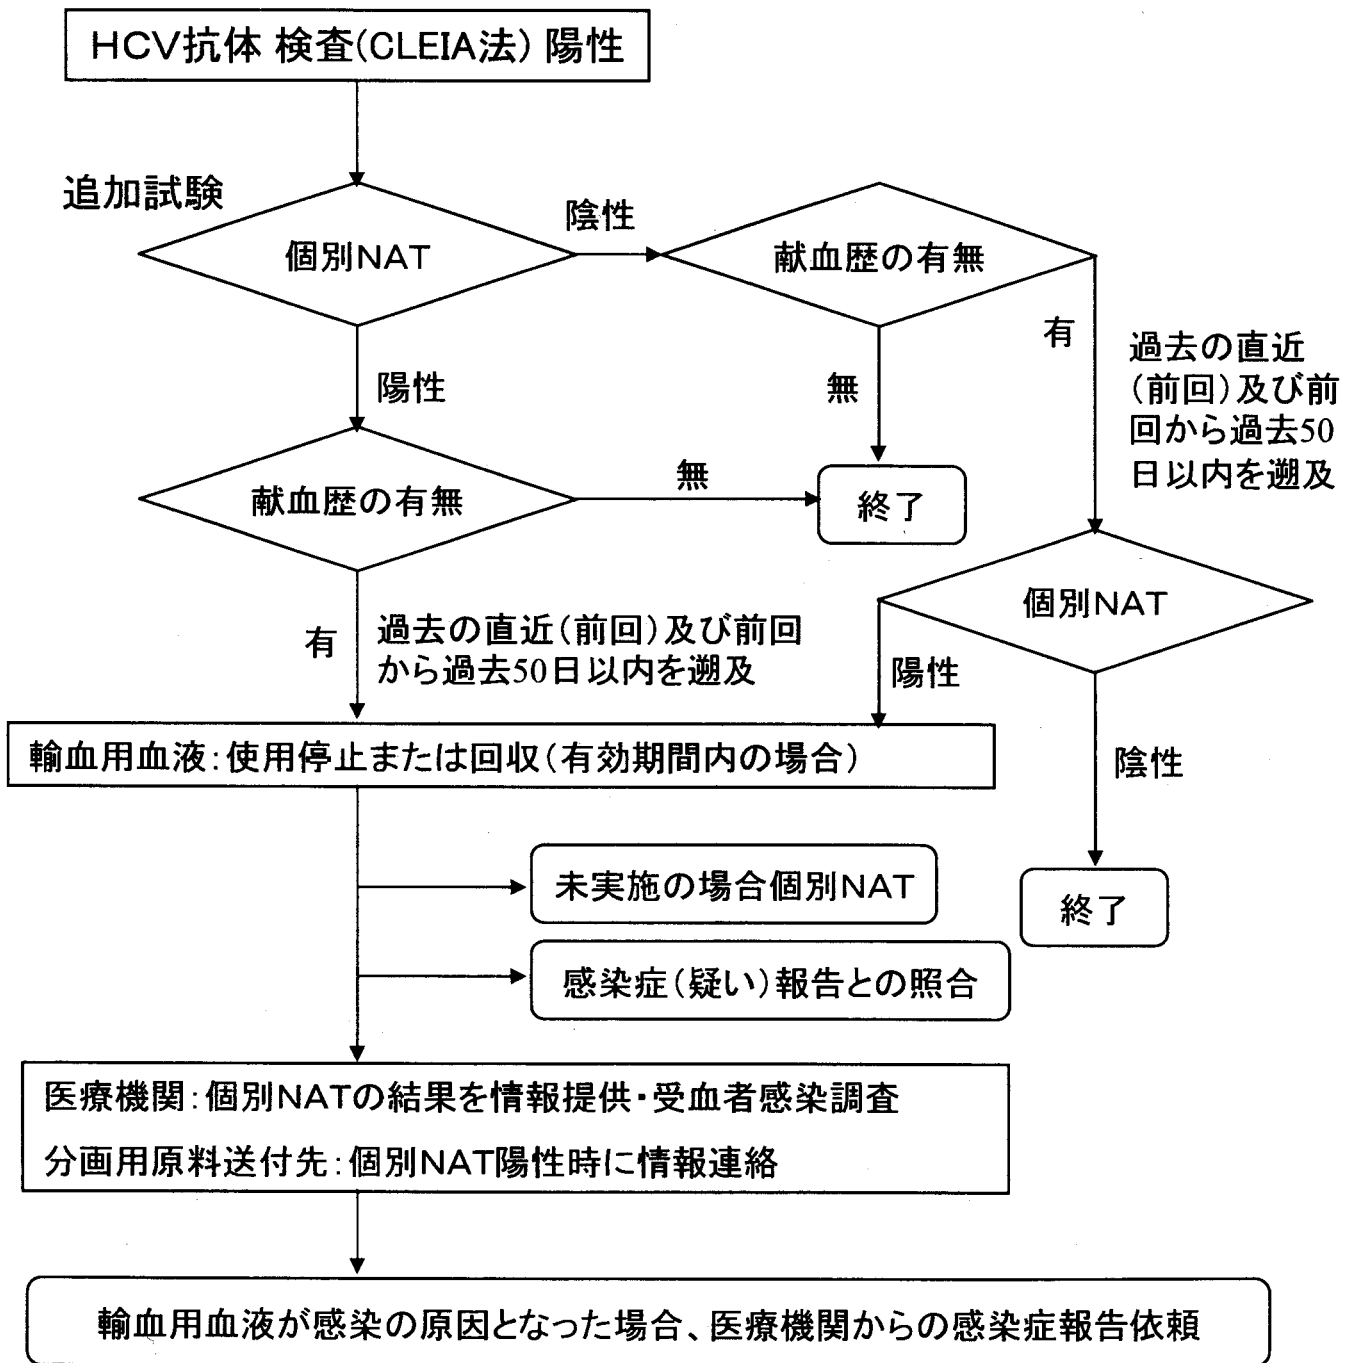 HCV抗体 検査(CLEIA法) 陽性
追加試験
個別NAT
陰性
献血歴の有無
陽性
無
有
過去の直近
(前回)及び前
回から過去50
日以内を遡及
献血歴の有無
無
終了
個別NAT
有
過去の直近(前回)及び前回
から過去50日以内を遡及
陽性
輸血用血液:使用停止または回収(有効期間内の場合)
陰性
未実施の場合個別NAT
終了
感染症(疑い)報告との照合
医療機関:個別NATの結果を情報提供・受血者感染調査
分画用原料送付先:個別NAT陽性時に情報連絡
輸血用血液が感染の原因となった場合、医療機関からの感染症報告依頼